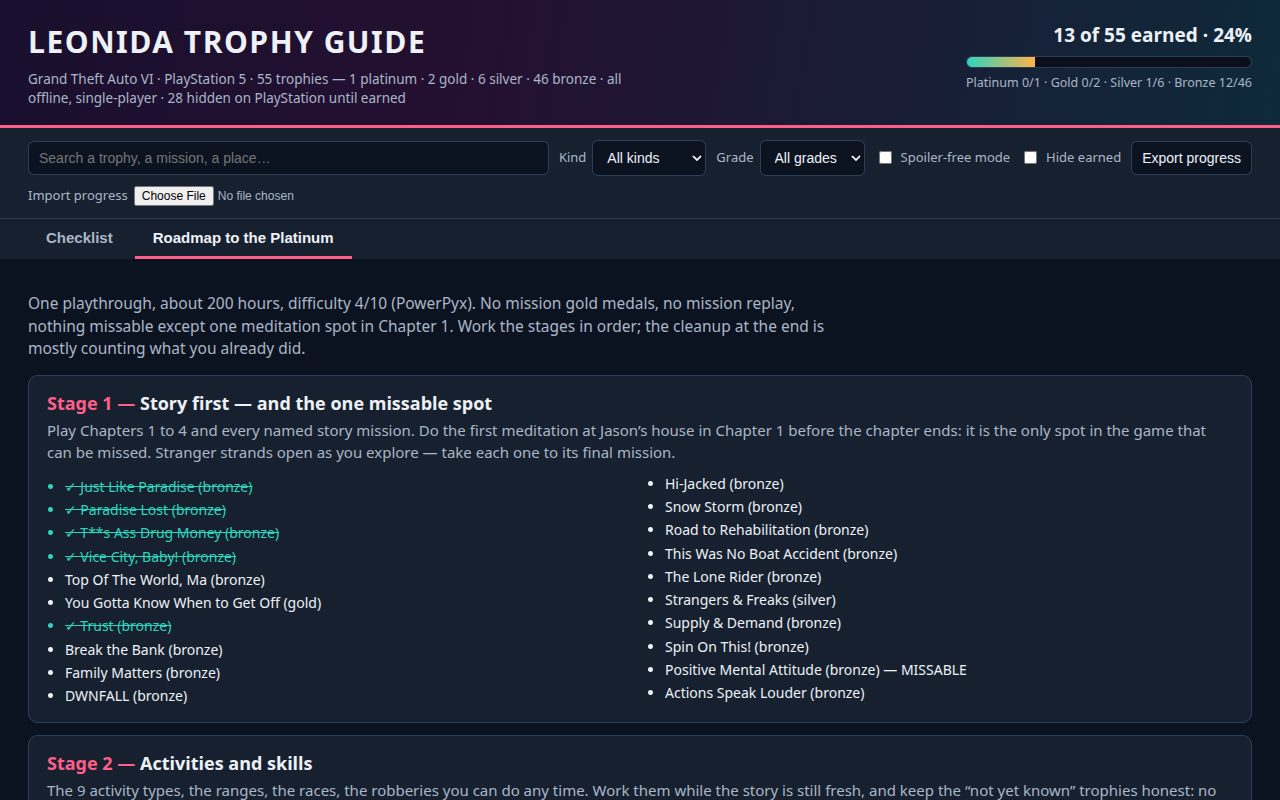 LEONIDA TROPHY GUIDE
Grand Theft Auto VI · PlayStation 5 · 55 trophies — 1 platinum · 2 gold · 6 silver · 46 bronze · all
offline, single-player · 28 hidden on PlayStation until earned
13 of 55 earned · 24%
Platinum 0/1 · Gold 0/2 · Silver 1/6 · Bronze 12/46
Search a trophy, a mission, a place…
Kind
All kinds
Grade
All grades
Spoiler-free mode
Hide earned
Export progress
Import progress
Choose File
No file chosen
Checklist
Roadmap to the Platinum
One playthrough, about 200 hours, difficulty 4/10 (PowerPyx). No mission gold medals, no mission replay,
nothing missable except one meditation spot in Chapter 1. Work the stages in order; the cleanup at the end is
mostly counting what you already did.
Stage 1 — Story first — and the one missable spot
Play Chapters 1 to 4 and every named story mission. Do the first meditation at Jason’s house in Chapter 1 before the chapter ends: it is the only spot in the game that
can be missed. Stranger strands open as you explore — take each one to its final mission.
• ✓ Just Like Paradise (bronze)
• ✓ Paradise Lost (bronze)
• ✓ T**s Ass Drug Money (bronze)
• ✓ Vice City, Baby! (bronze)
• Top Of The World, Ma (bronze)
• You Gotta Know When to Get Off (gold)
• ✓ Trust (bronze)
• Break the Bank (bronze)
• Family Matters (bronze)
• DWNFALL (bronze)
• Hi-Jacked (bronze)
• Snow Storm (bronze)
• Road to Rehabilitation (bronze)
• This Was No Boat Accident (bronze)
• The Lone Rider (bronze)
• Strangers & Freaks (silver)
• Supply & Demand (bronze)
• Spin On This! (bronze)
• Positive Mental Attitude (bronze) — MISSABLE
• Actions Speak Louder (bronze)
Stage 2 — Activities and skills
The 9 activity types, the ranges, the races, the robberies you can do any time. Work them while the story is still fresh, and keep the “not yet known” trophies honest: no